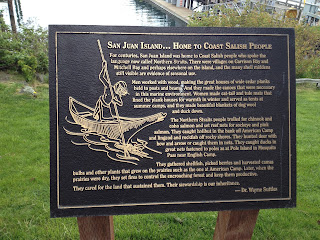 SAN JUAN ISLAND... HOME TO COAST SALISH PEOPLE
For centuries, San Juan Island was home to Coast Salish people who spoke the
language now called Northern Straits. There were villages on Garrison Bay and
Mitchell Bay and perhaps elsewhere on the island, and the many shell middens
still visible are evidence of seasonal use.
Men worked with wood, making the great houses of wide cedar planks
held to posts and beams. And they made the canoes that were necessary
in this marine environment. Women made cat-tail and tule mats that
lined the plank houses for warmth in winter and served as tents at
summer camps, and they made beautiful blankets of dog wool
and duck down.
The Northern Straits people trolled for chinook and
coho salmon and set reef nets for sockeye and pink
salmon. They caught halibut in the bank off American Camp
and lingcod and rockfish off rocky shores. They hunted deer with
bow and arrow or caught them in nets. They caught ducks in
great nets fastened to poles as at Pole Island in Mosquito
Pass near English Camp.
They gathered shellfish, picked berries and harvested camas
bulbs and other plants that grew on the prairies such as the one at American Camp. Later, when the
prairies were dry, they set fires to control the encroaching forest and keep them productive.
They cared for the land that sustained them. Their stewardship is our inheritance.
— Dr. Wayne Suttles